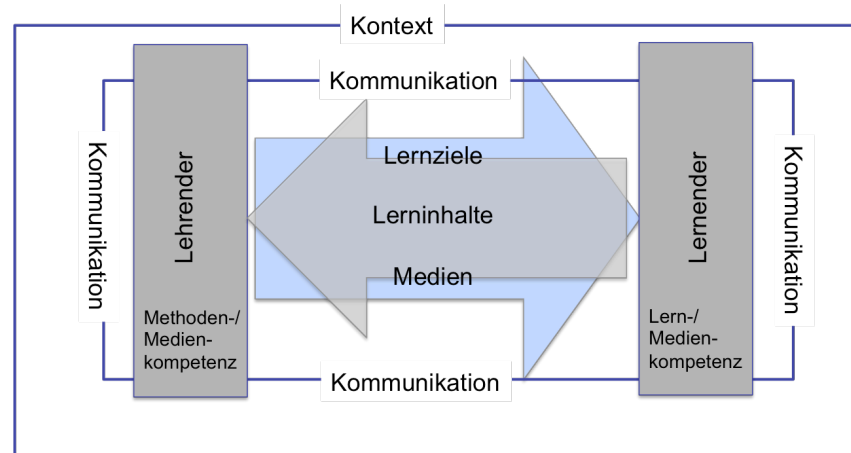 Kontext
Kommunikation
Kommunikation
Lehrender
Methoden-/
Medien-
kompetenz
Lernziele
Lerninhalte
Medien
Lernender
Lern-/
Medien-
kompetenz
Kommunikation
Kommunikation